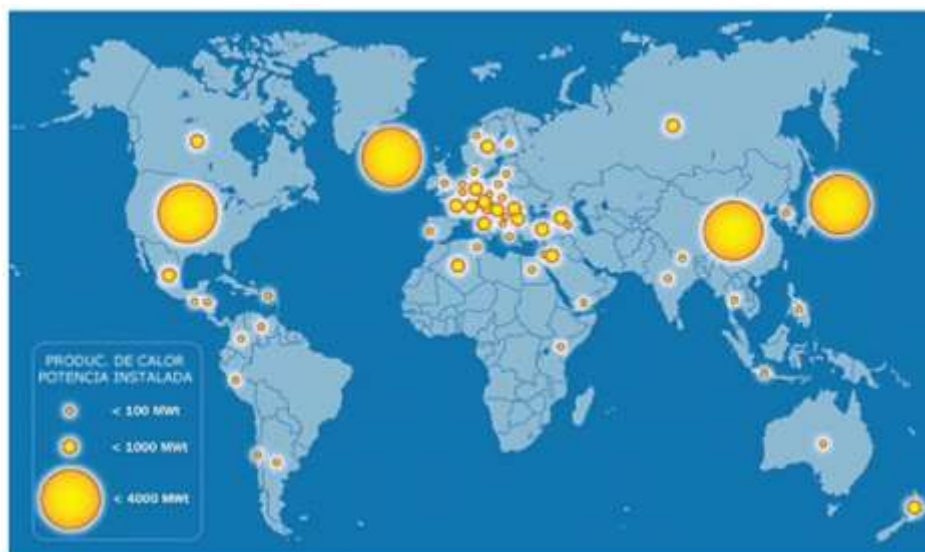 PRODUC. DE CALOR
POTENCIA INSTALADA
< 100 MWt
< 1000 MWt
< 4000 MWt